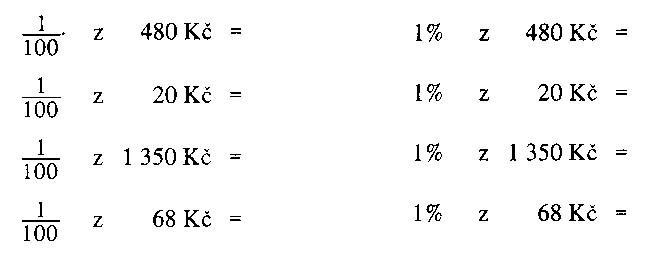 1/100 z 480 Kč = 1% z 480 Kč =
1/100 z 20 Kč = 1% z 20 Kč =
1/100 z 1 350 Kč = 1% z 1 350 Kč =
1/100 z 68 Kč = 1% z 68 Kč =